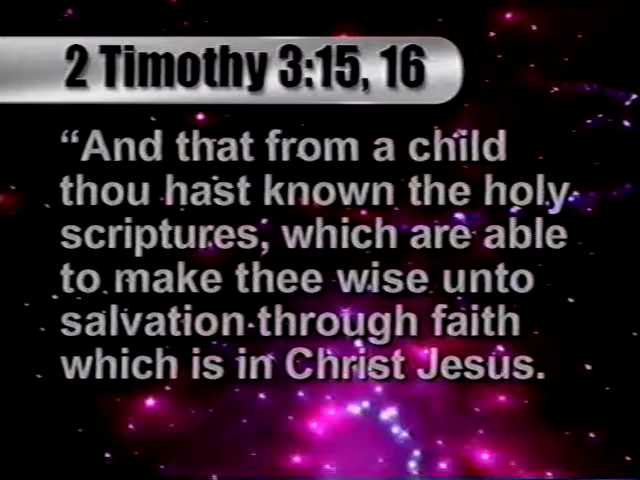 2 Timothy 3:15, 16
“And that from a child
thou hast known the holy
scriptures, which are able
to make thee wise unto
salvation through faith
which is in Christ Jesus.